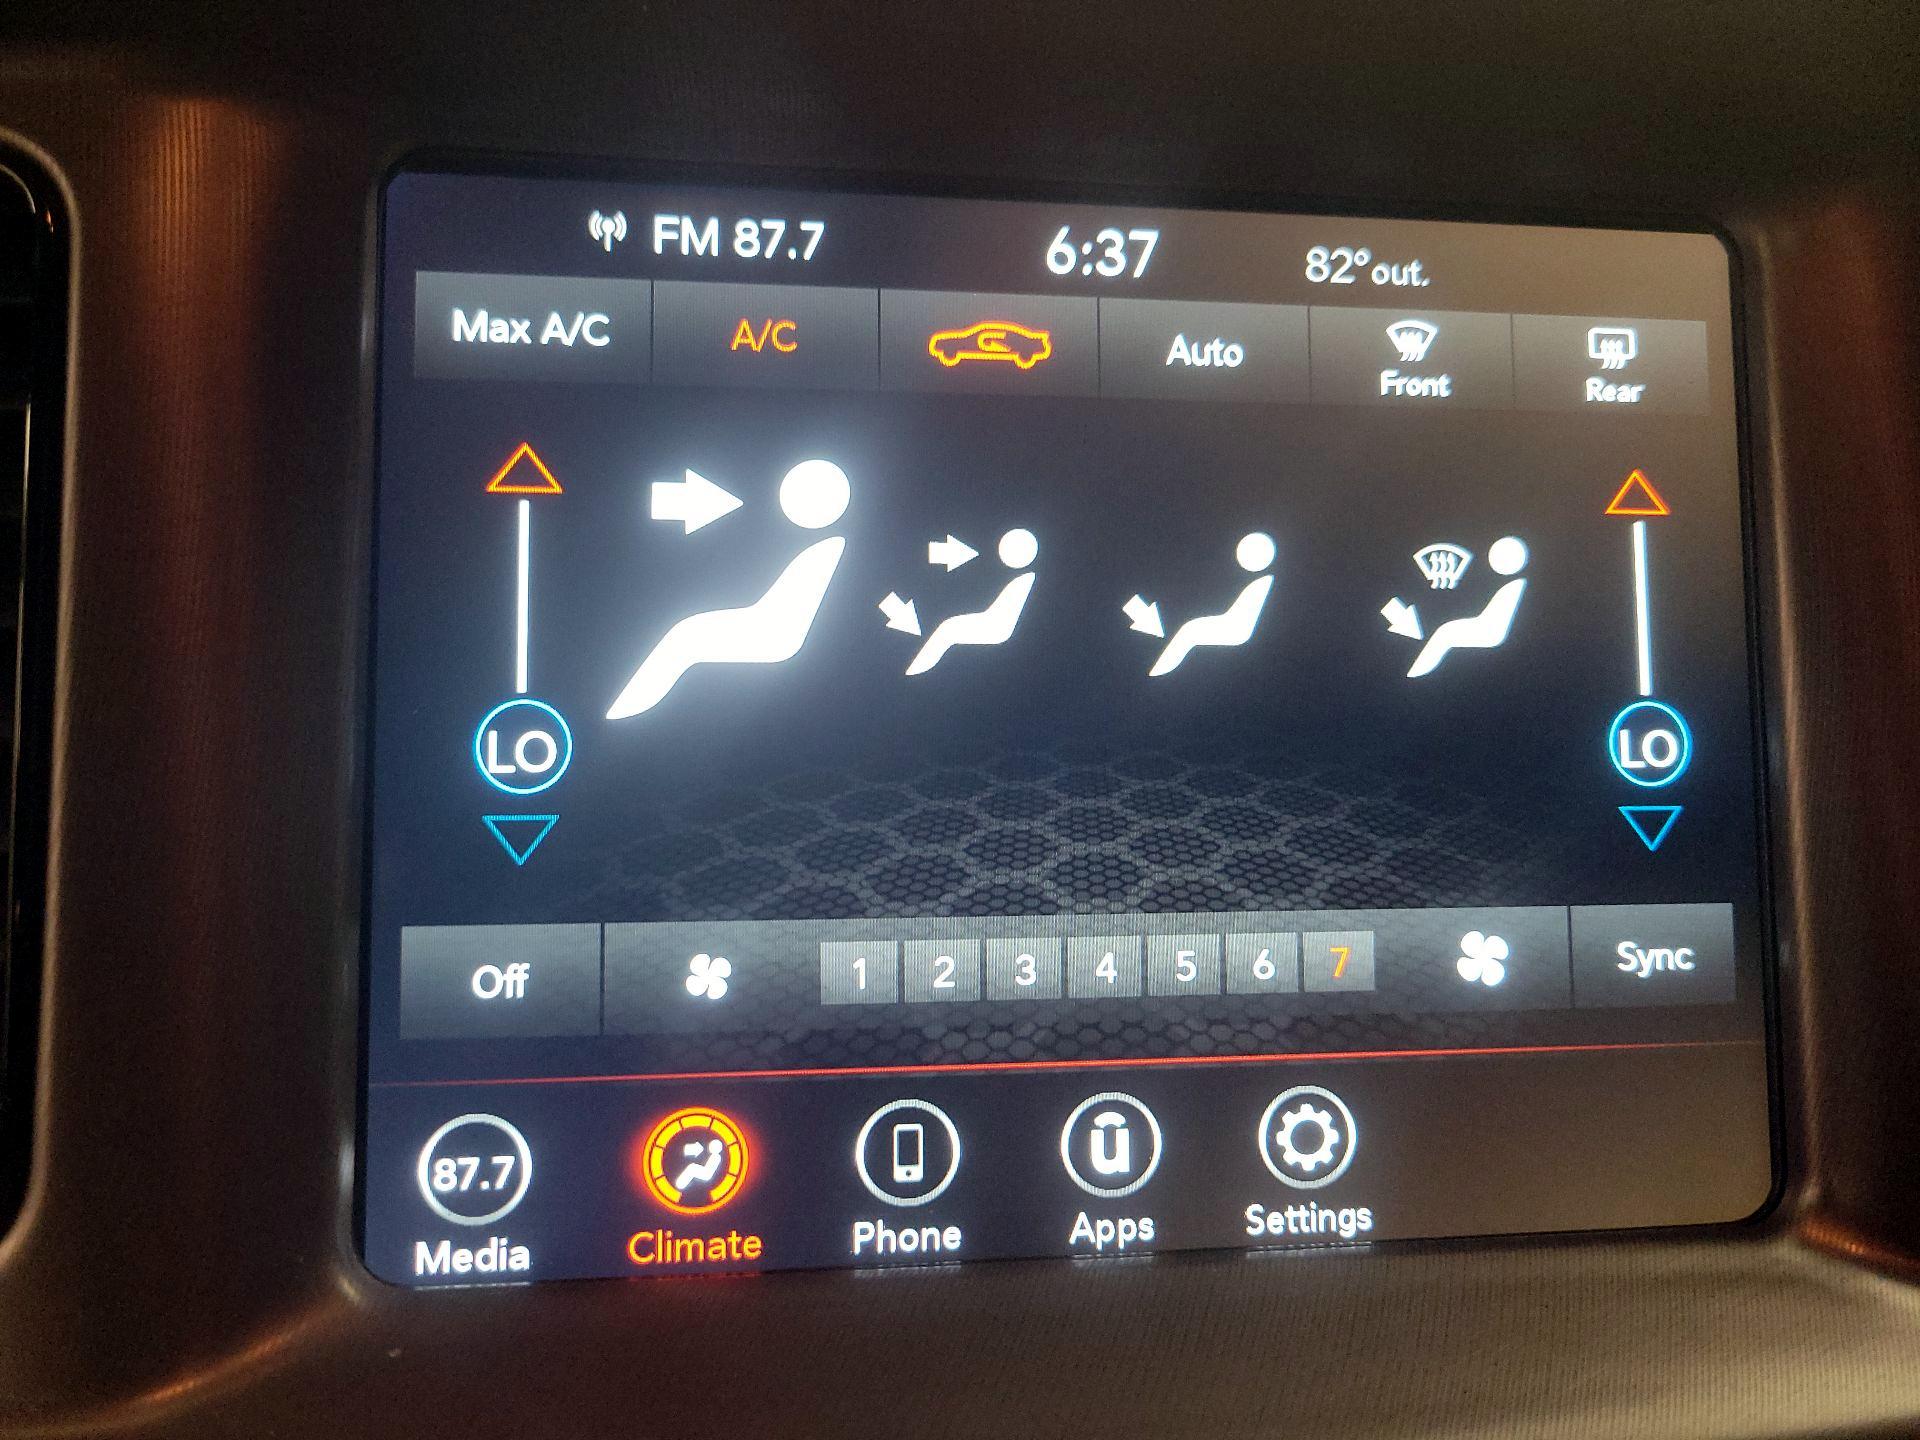 FM 87.7 6:37 82° out.
Max A/C A/C Auto Front Rear
LO LO
Off 1 2 3 4 5 6 7 Sync
87.7 ū
Media Climate Phone Apps Settings